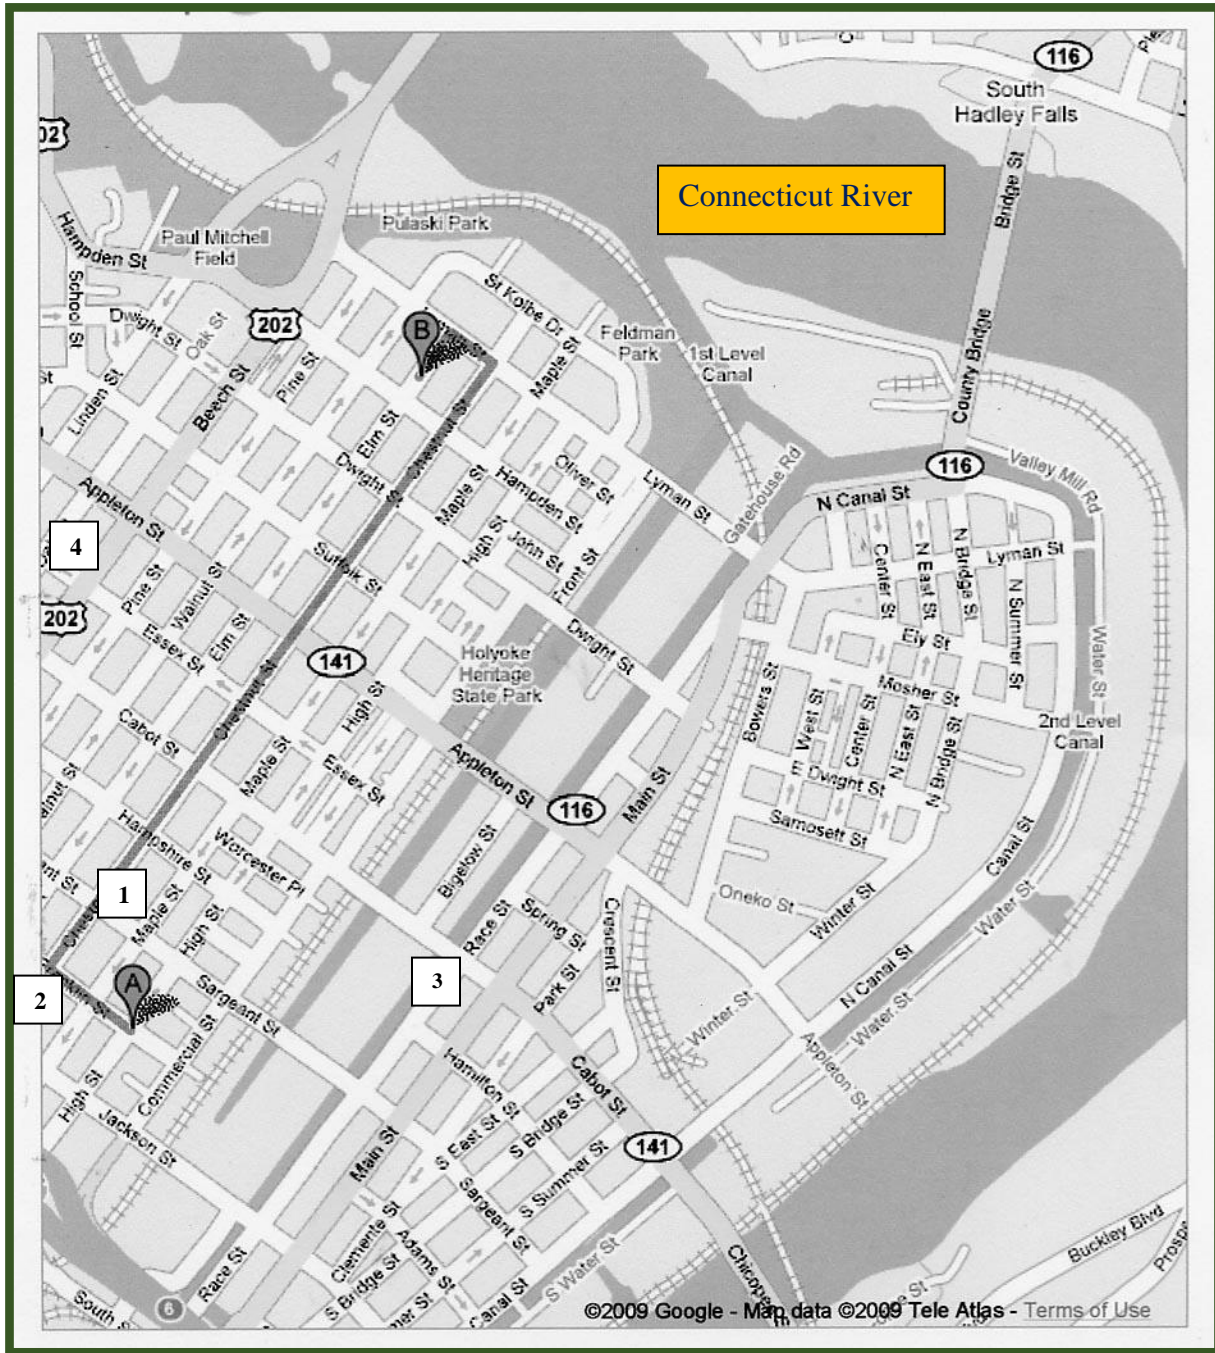 116
South
Hadley Falls
02
Connecticut River
Bridge St
Pulaski Park
Paul Mitchell
Field
Hampden St
School St
Dwight St
Oak St
202
St Kolbe Dr
B
Feldman
Park
1st Level
Canal
Maple St
County Bridge
Pine St
Linden St
Beech St
Elm St
Chestnut St
Dwight St
Maple St
Oliver St
Hampden St
Lyman St
Gatehouse Rd
116
Valley Mill Rd
N Canal St
Appleton St
4
High St
John St
Front St
Suffolk St
Center St
N East St
N Bridge St
Lyman St
N Summer St
Pine St
Walnut St
202
Essex St
Elm St
Dwight St
Ely St
Water St
141
Holyoke
Heritage
State Park
Mosher St
Chestnut St
High St
Bowers St
West St
Center St
N East St
N Bridge St
2nd Level
Canal
Cabot St
Maple St
Essex St
Appleton St
116
Main St
Dwight St
Samosett St
Hampshire St
Worcester Pl
Bigelow St
Canal St
1
Maple St
High St
Race St
Spring St
Crescent St
Oneko St
Winter St
Water St
2
A
Sargeant St
3
Park St
N Canal St
Winter St
Water St
Appleton St
Commercial St
High St
Jackson St
Hamilton St
Cabot St
East St
S Bridge St
141
Main St
S Summer St
S Sargeant St
Clemente St
Adams St
S Bridge St
Race St
Canal St
S Water St
Buckley Blvd
South S
6
©2009 Google - Map data ©2009 Tele Atlas - Terms of Use